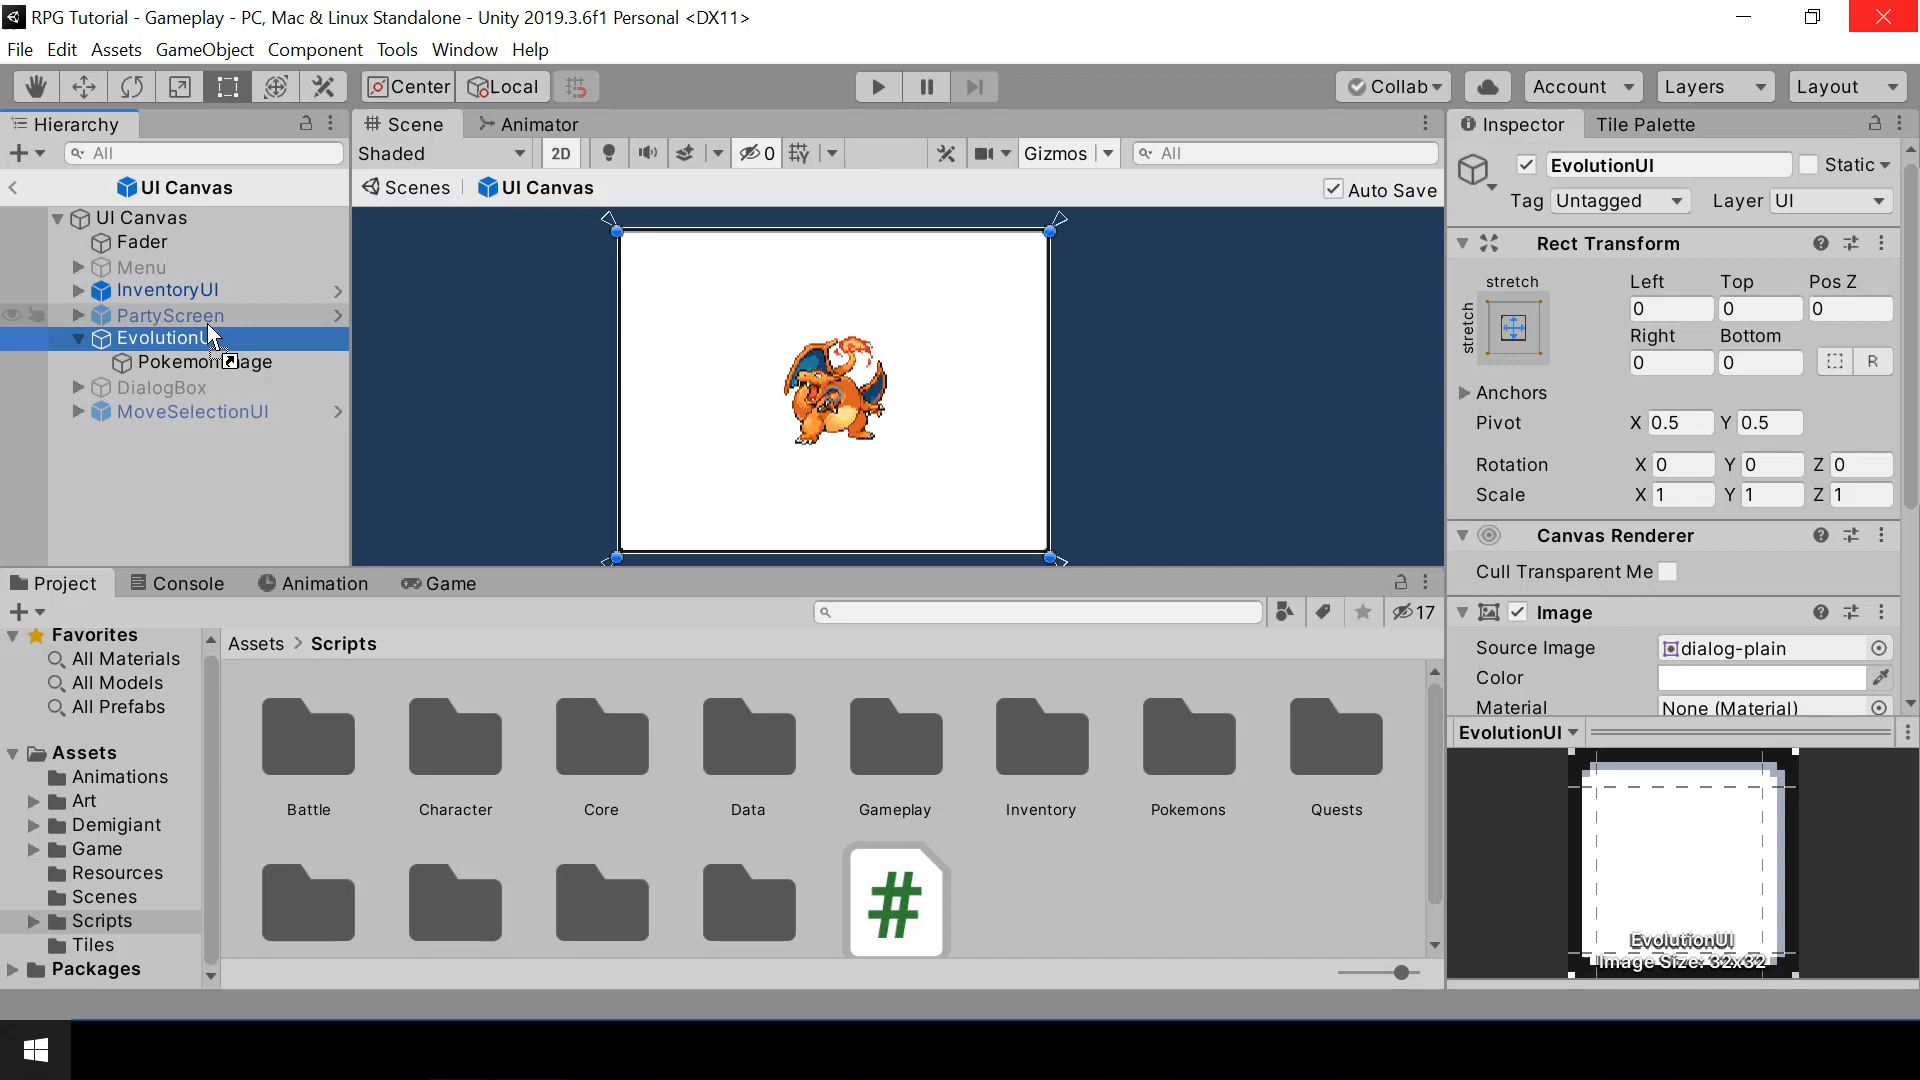 RPG Tutorial - Gameplay - PC, Mac & Linux Standalone - Unity 2019.3.6f1 Personal <DX11>
File Edit Assets GameObject Component Tools Window Help
Center Local Collab Account Layers Layout
Hierarchy Scene Animator Inspector Tile Palette
All Shaded 2D 0 Gizmos All
UI Canvas Scenes UI Canvas Auto Save
EvolutionUI Static
Tag Untagged Layer UI
UI Canvas
Fader
Menu
InventoryUI
PartyScreen
EvolutionU
Pokemon age
DialogBox
MoveSelectionUI
Rect Transform
stretch Left Top Pos Z
stretch 0 0 0
Right Bottom
0 0 R
Anchors
Pivot X 0.5 Y 0.5
Rotation X 0 Y 0 Z 0
Scale X 1 Y 1 Z 1
Canvas Renderer
Cull Transparent Me
Image
Source Image dialog-plain
Color
Material None (Material)
Project Console Animation Game
17
Favorites
All Materials
All Models
All Prefabs
Assets
Animations
Art
Demigiant
Game
Resources
Scenes
Scripts
Tiles
Packages
Assets > Scripts
Battle Character Core Data Gameplay Inventory Pokemons Quests
#
EvolutionUI
EvolutionUI
Image Size: 32x32